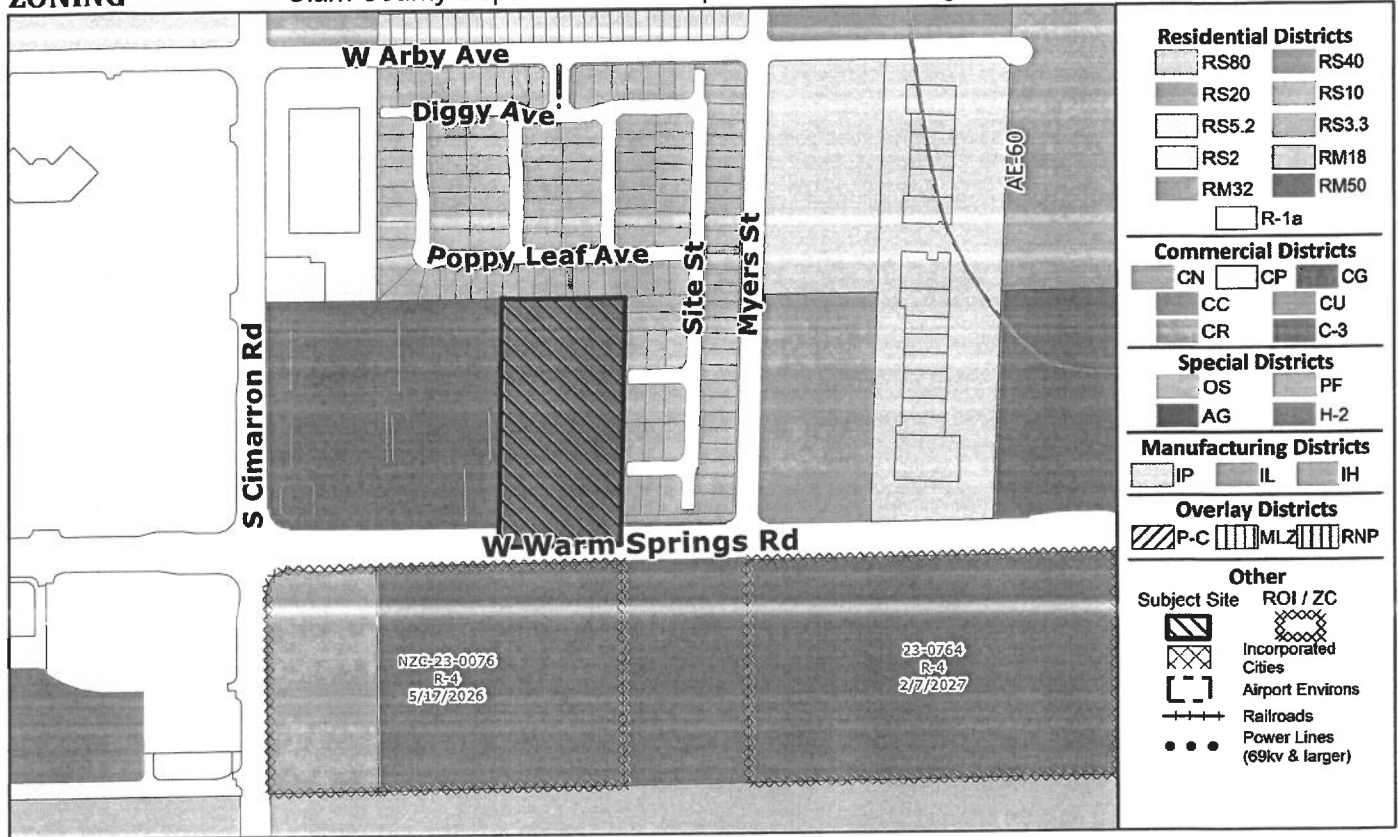 ZONING
W Arby Ave
Diggy Ave
Poppy Leaf Ave
Site St
Myers St
S Cimarron Rd
AE-60
W Warm Springs Rd
NZC-23-0076
R-4
5/17/2026
23-0764
R-4
2/7/2027
Residential Districts
RS80 RS40
RS20 RS10
RS5.2 RS3.3
RS2 RM18
RM32 RM50
R-1a
Commercial Districts
CN CP CG
CC CU
CR C-3
Special Districts
OS PF
AG H-2
Manufacturing Districts
IP IL IH
Overlay Districts
P-C MLZ RNP
Other
Subject Site ROI / ZC
Incorporated
Cities
Airport Environs
Railroads
Power Lines
(69kv & larger)